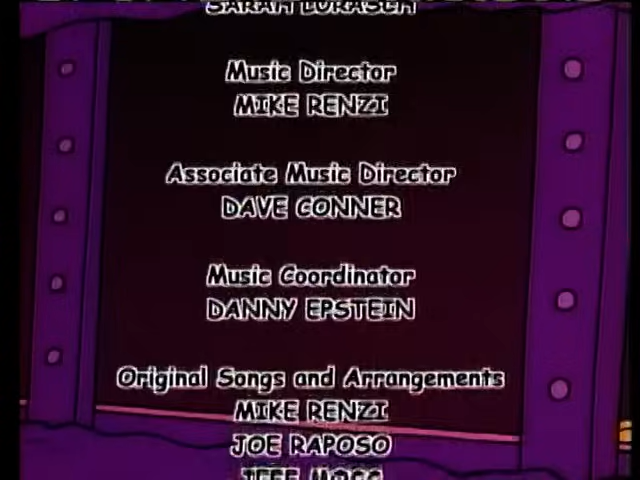 Music Director
MIKE RENZI
Associate Music Director
DAVE CONNER
Music Coordinator
DANNY EPSTEIN
Original Songs and Arrangements
MIKE RENZI
JOE RAPOSO